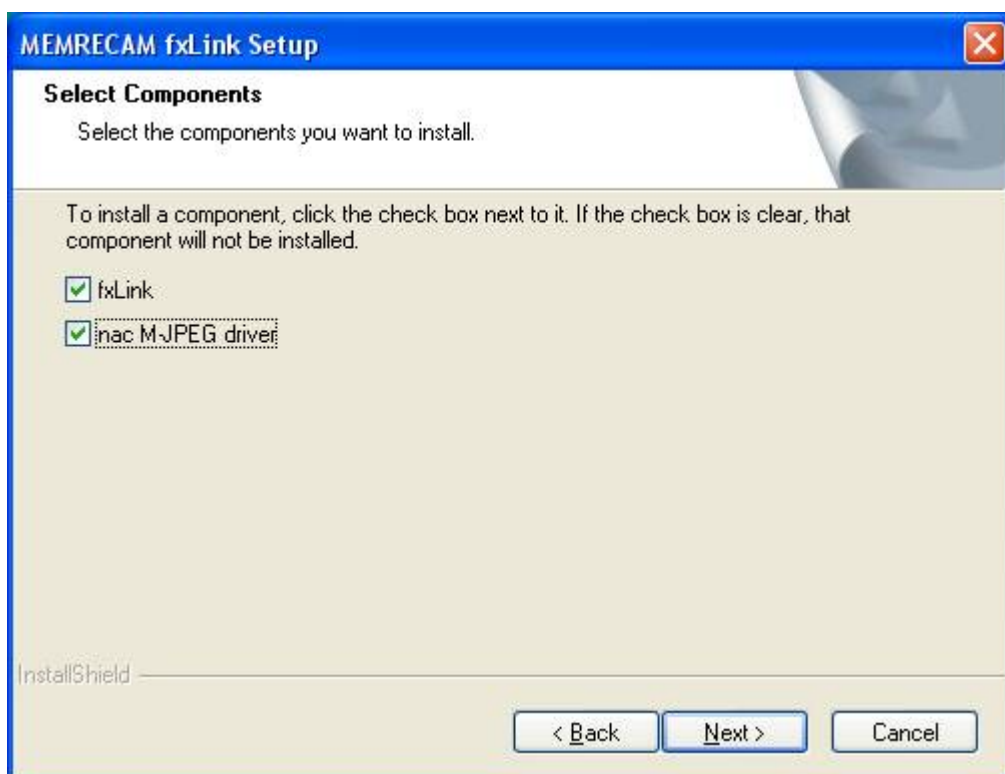 MEMRECAM fxLink Setup
Select Components
Select the components you want to install.
To install a component, click the check box next to it. If the check box is clear, that
component will not be installed.
fxLink
nac M-JPEG driver
InstallShield
< Back
Next >
Cancel